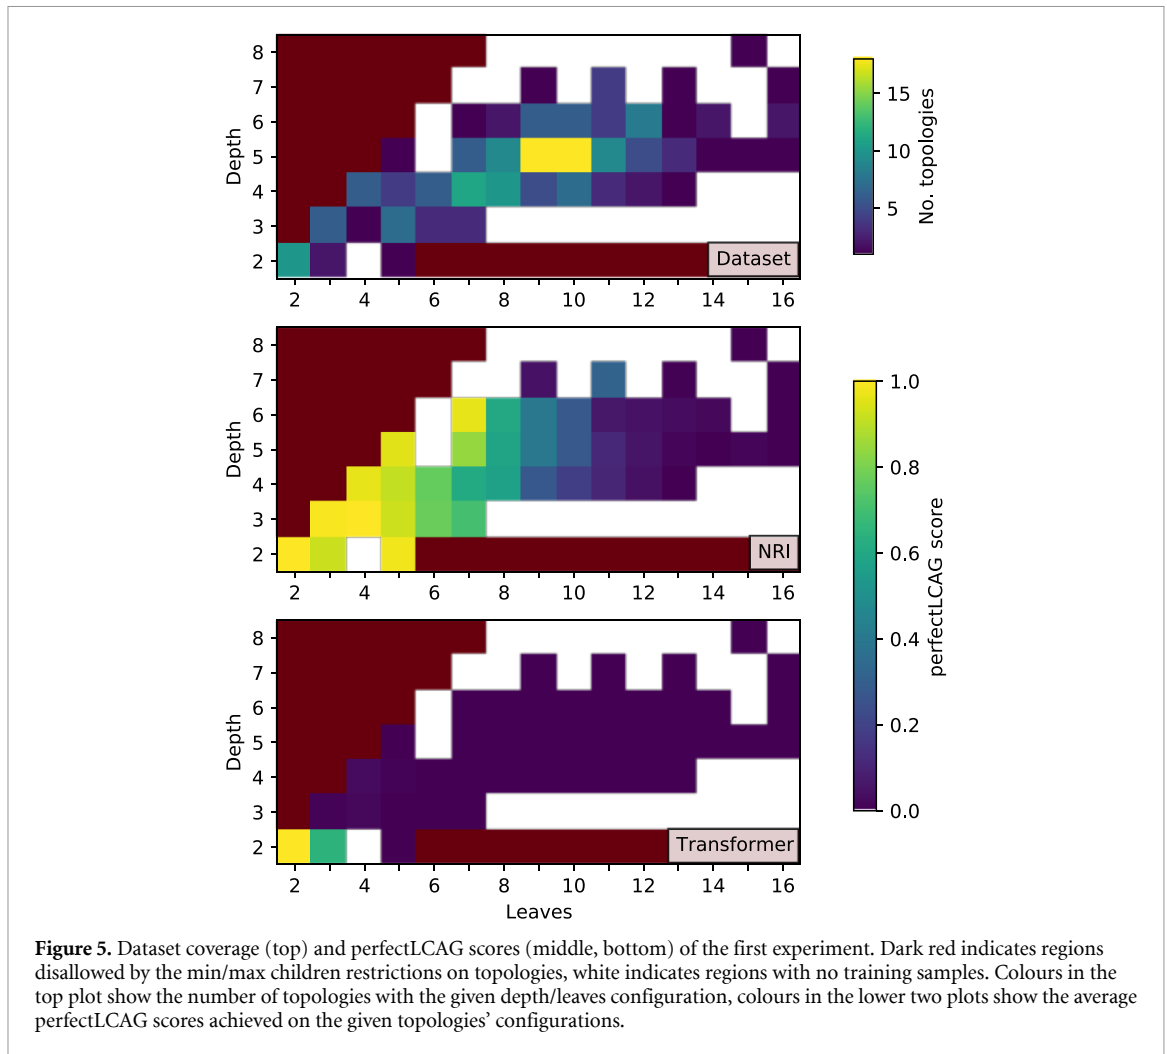 8
7
6
5
4
3
2
Depth
Dataset
2 4 6 8 10 12 14 16
15
10
5
No. topologies
8
7
6
5
4
3
2
Depth
NRI
2 4 6 8 10 12 14 16
8
7
6
5
4
3
2
Depth
Transformer
2 4 6 8 10 12 14 16
Leaves
1.0
0.8
0.6
0.4
0.2
0.0
perfectLCAG score
Figure 5. Dataset coverage (top) and perfectLCAG scores (middle, bottom) of the first experiment. Dark red indicates regions
disallowed by the min/max children restrictions on topologies, white indicates regions with no training samples. Colours in the
top plot show the number of topologies with the given depth/leaves configuration, colours in the lower two plots show the average
perfectLCAG scores achieved on the given topologies' configurations.